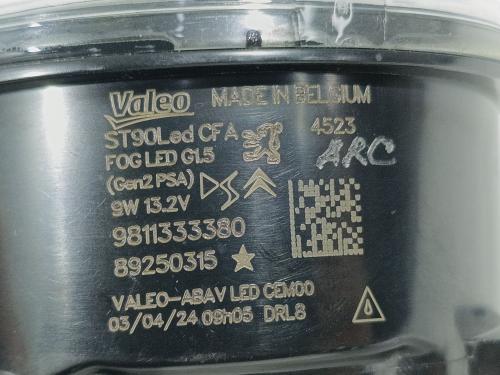 Valeo MADE IN BELGIUM
ST90Led CFA 4523
FOG LED G1.5 ARC
(Gen2 PSA)
9W 13.2V
9811333380
89250315
VALEO-ABAV LED CEM00
03/04/24 09h05 DRL8